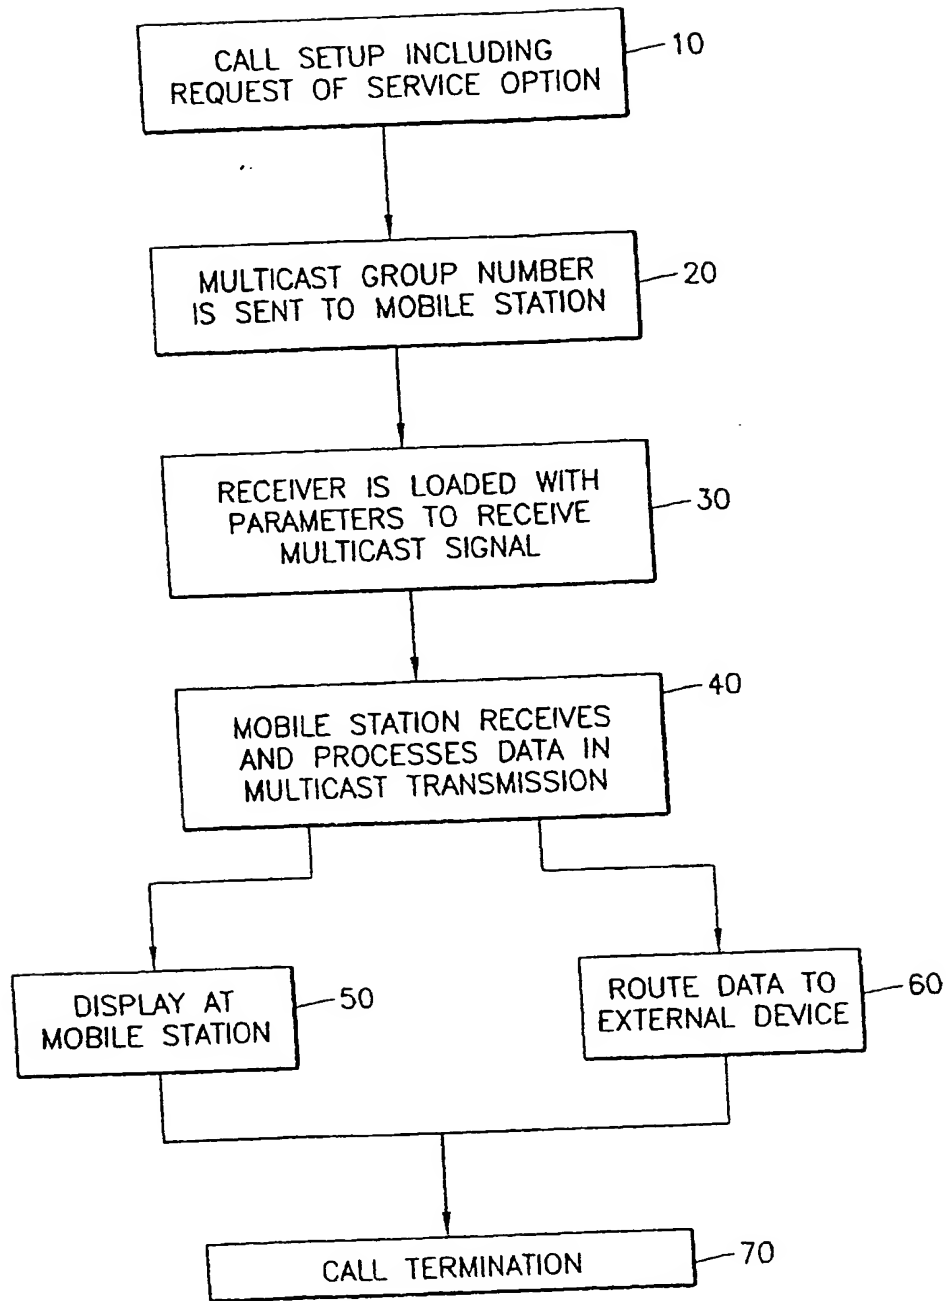 CALL SETUP INCLUDING
REQUEST OF SERVICE OPTION
10
MULTICAST GROUP NUMBER
IS SENT TO MOBILE STATION
20
RECEIVER IS LOADED WITH
PARAMETERS TO RECEIVE
MULTICAST SIGNAL
30
MOBILE STATION RECEIVES
AND PROCESSES DATA IN
MULTICAST TRANSMISSION
40
DISPLAY AT
MOBILE STATION
50
ROUTE DATA TO
EXTERNAL DEVICE
60
CALL TERMINATION
70